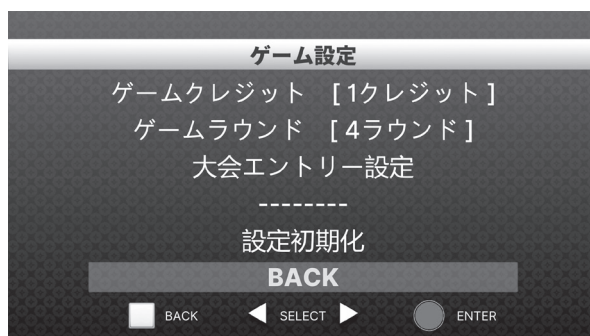 ゲーム設定
ゲームクレジット [1クレジット]
ゲームラウンド [4ラウンド]
大会エントリー設定
--------
設定初期化
BACK
BACK SELECT ENTER